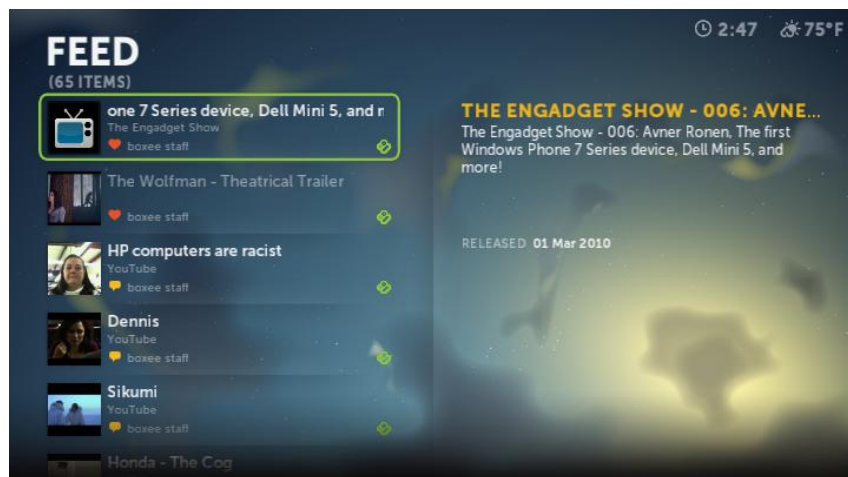 FEED
(65 ITEMS)
2:47
75°F
one 7 Series device, Dell Mini 5, and r
The Engadget Show
boxee staff
The Wolfman - Theatrical Trailer
boxee staff
HP computers are racist
YouTube
boxee staff
Dennis
YouTube
boxee staff
Sikumi
YouTube
boxee staff
Honda - The Cog
THE ENGADGET SHOW - 006: AVNE...
The Engadget Show - 006: Avner Ronen, The first
Windows Phone 7 Series device, Dell Mini 5, and
more!
RELEASED 01 Mar 2010